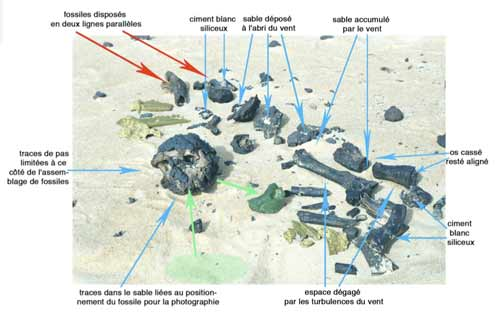 fossiles disposés
en deux lignes parallèles
ciment blanc
siliceux
sable déposé
à l'abri du vent
sable accumulé
par le vent
traces de pas
limitées à ce
côté de l'assem-
blage de fossiles
os cassé
resté aligné
ciment
blanc
siliceux
traces dans le sable liées au position-
nement du fossile pour la photographie
espace dégagé
par les turbulences du vent